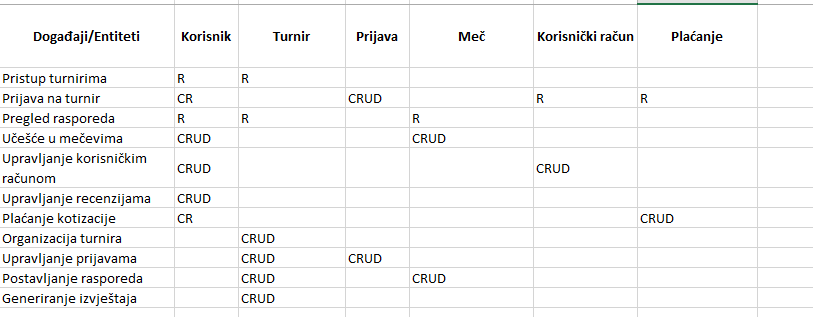 Događaji/Entiteti Korisnik Turnir Prijava Meč Korisnički račun Plaćanje
Pristup turnirima R R
Prijava na turnir CR CRUD R R
Pregled rasporeda R R R
Učešće u mečevima CRUD CRUD
Upravljanje korisničkim
računom CRUD CRUD
Upravljanje recenzijama CRUD
Plaćanje kotizacije CR CRUD
Organizacija turnira CRUD
Upravljanje prijavama CRUD CRUD
Postavljanje rasporeda CRUD CRUD
Generiranje izvještaja CRUD